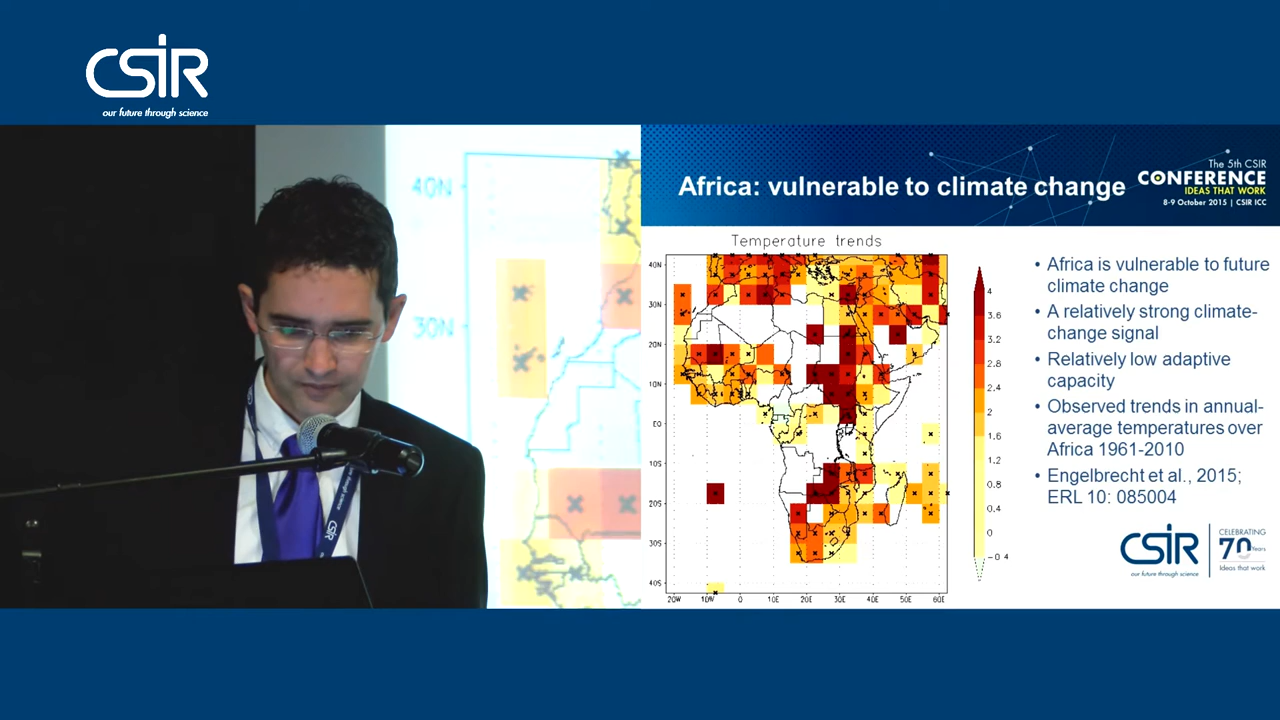 CSIR
our future through science
40N
30N
CSIR
our future through science
Africa: vulnerable to climate change
The 5th CSIR
CONFERENCE
IDEAS THAT WORK
8-9 October 2015 | CSIR ICC
Temperature trends
40N
30N
20N
10N
EQ
10S
20S
30S
40S
20W 10W 0 10E 20E 30E 40E 50E 60E
4
3.6
3.2
2.8
2.4
2
1.6
1.2
0.8
0.4
0
-0.4
• Africa is vulnerable to future
climate change
• A relatively strong climate-
change signal
• Relatively low adaptive
capacity
• Observed trends in annual-
average temperatures over
Africa 1961-2010
• Engelbrecht et al., 2015;
ERL 10: 085004
CSIR
our future through science
CELEBRATING
70 Years
Ideas that work